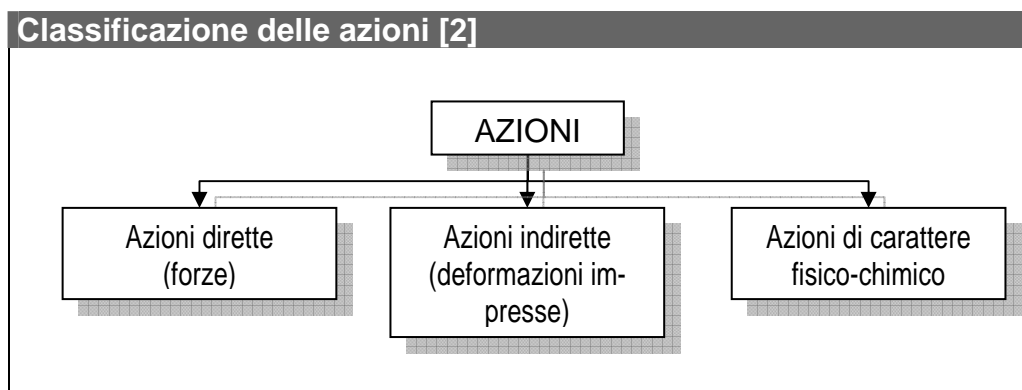 Classificazione delle azioni [2]
AZIONI
Azioni dirette
(forze)
Azioni indirette
(deformazioni im-
presse)
Azioni di carattere
fisico-chimico